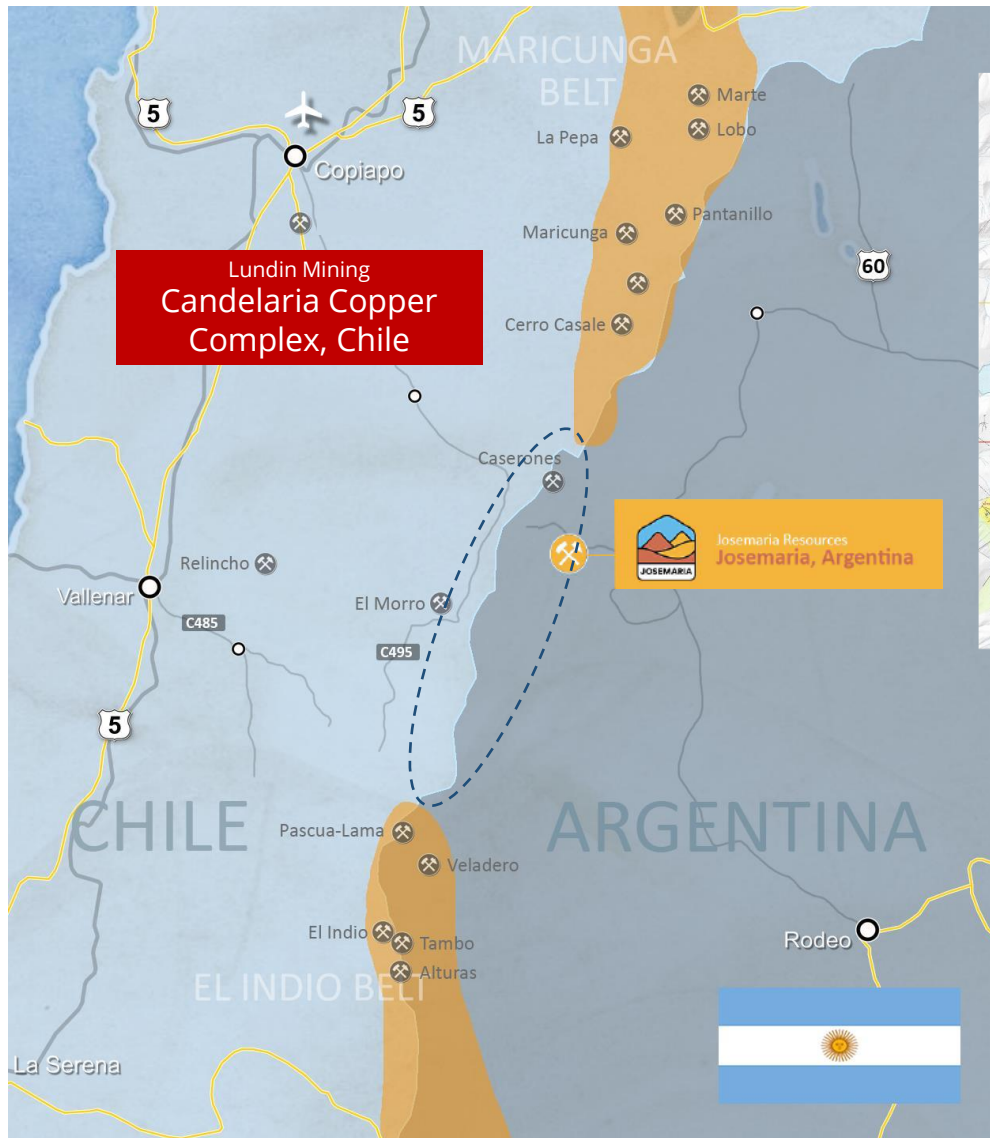 MARICUNGA
BELT
5
5
Marte
Lobo
La Pepa
Copiapo
Pantanillo
Maricunga
60
Lundin Mining
Candelaria Copper
Complex, Chile
Cerro Casale
Caserones
JOSEMARIA
Josemaria Resources
Josemaria, Argentina
Relincho
Vallenar
El Morro
C485
C495
5
CHILE
ARGENTINA
Pascua-Lama
Veladero
El Indio
Tambo
Rodeo
Alturas
EL INDIO BELT
La Serena